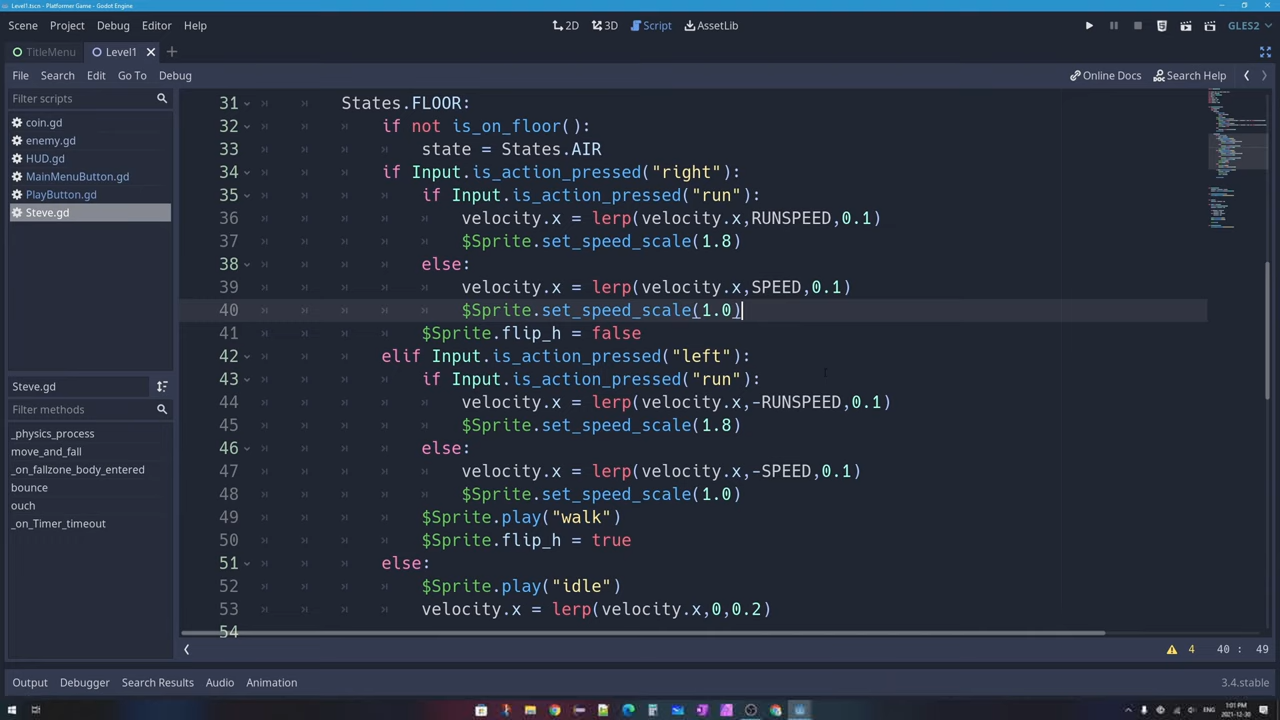 Level1.tscn - Platformer Game - Godot Engine
Scene Project Debug Editor Help 2D 3D Script AssetLib GLES2
TitleMenu Level1
File Search Edit Go To Debug Online Docs Search Help
Filter scripts
coin.gd
enemy.gd
HUD.gd
MainMenuButton.gd
PlayButton.gd
Steve.gd
Steve.gd
Filter methods
_physics_process
move_and_fall
_on_fallzone_body_entered
bounce
ouch
_on_Timer_timeout
31 States.FLOOR:
32 if not is_on_floor():
33 state = States.AIR
34 if Input.is_action_pressed("right"):
35 if Input.is_action_pressed("run"):
36 velocity.x = lerp(velocity.x,RUNSPEED,0.1)
37 $Sprite.set_speed_scale(1.8)
38 else:
39 velocity.x = lerp(velocity.x,SPEED,0.1)
40 $Sprite.set_speed_scale(1.0)
41 $Sprite.flip_h = false
42 elif Input.is_action_pressed("left"):
43 if Input.is_action_pressed("run"):
44 velocity.x = lerp(velocity.x,-RUNSPEED,0.1)
45 $Sprite.set_speed_scale(1.8)
46 else:
47 velocity.x = lerp(velocity.x,-SPEED,0.1)
48 $Sprite.set_speed_scale(1.0)
49 $Sprite.play("walk")
50 $Sprite.flip_h = true
51 else:
52 $Sprite.play("idle")
53 velocity.x = lerp(velocity.x,0,0.2)
54
4 40 : 49
Output Debugger Search Results Audio Animation 3.4.stable
ENG 1:01 PM
2021-12-30